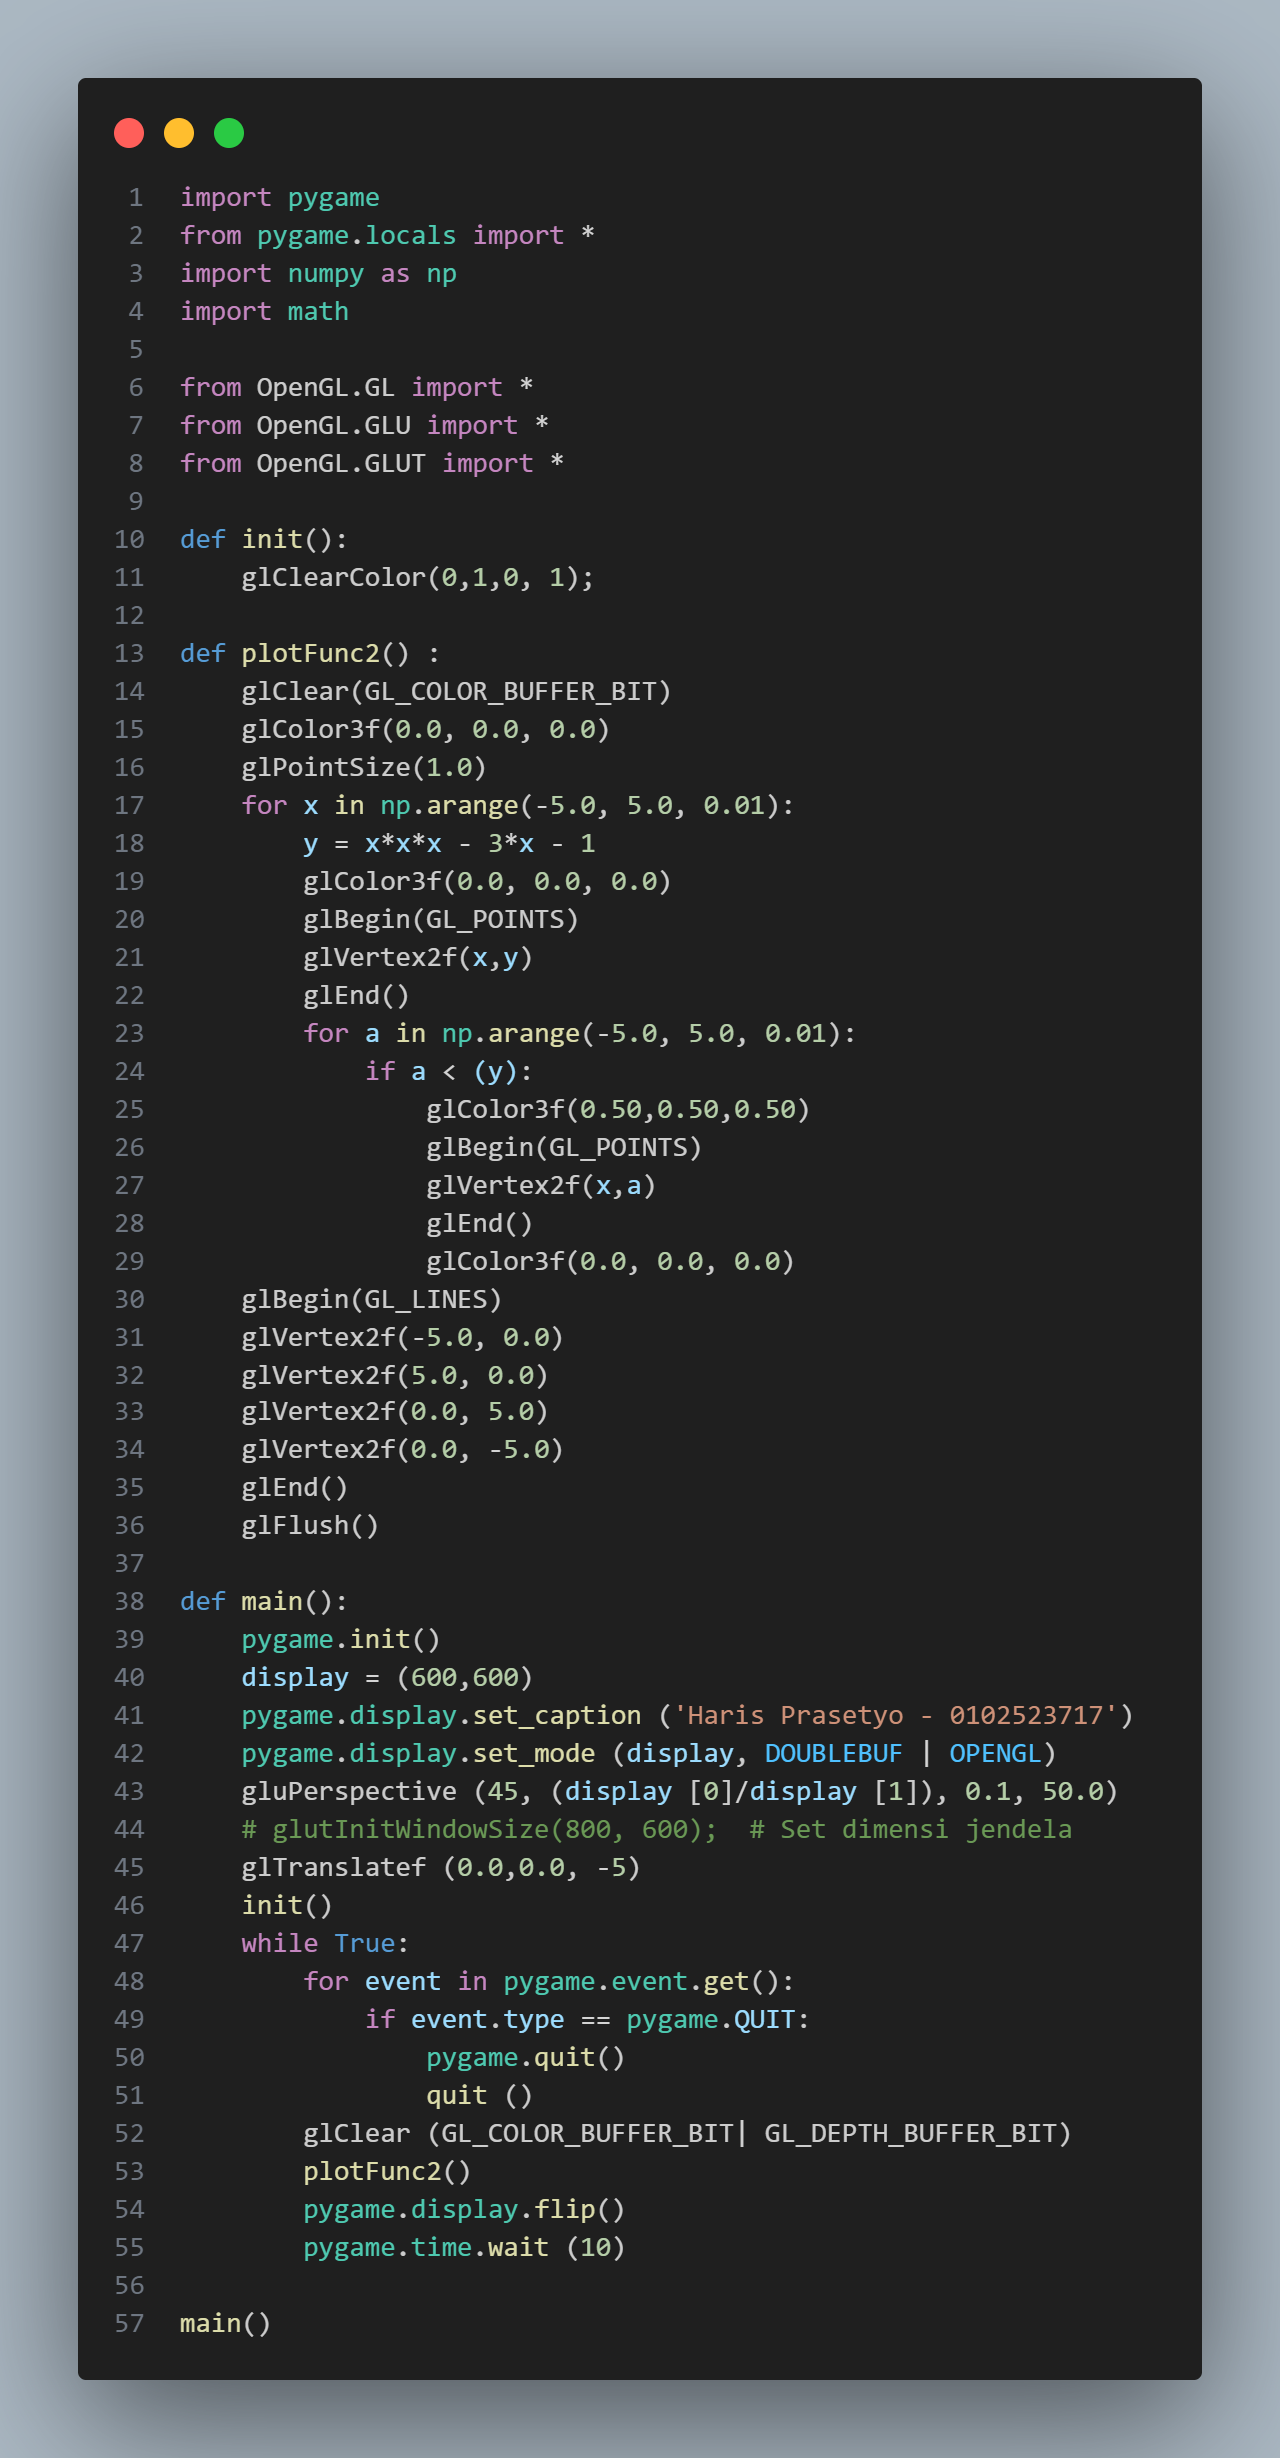 1 import pygame
2 from pygame.locals import *
3 import numpy as np
4 import math
5
6 from OpenGL.GL import *
7 from OpenGL.GLU import *
8 from OpenGL.GLUT import *
9
10 def init():
11     glClearColor(0,1,0, 1);
12
13 def plotFunc2() :
14     glClear(GL_COLOR_BUFFER_BIT)
15     glColor3f(0.0, 0.0, 0.0)
16     glPointSize(1.0)
17     for x in np.arange(-5.0, 5.0, 0.01):
18         y = x*x*x - 3*x - 1
19         glColor3f(0.0, 0.0, 0.0)
20         glBegin(GL_POINTS)
21         glVertex2f(x,y)
22         glEnd()
23         for a in np.arange(-5.0, 5.0, 0.01):
24             if a < (y):
25                 glColor3f(0.50,0.50,0.50)
26                 glBegin(GL_POINTS)
27                 glVertex2f(x,a)
28                 glEnd()
29                 glColor3f(0.0, 0.0, 0.0)
30     glBegin(GL_LINES)
31     glVertex2f(-5.0, 0.0)
32     glVertex2f(5.0, 0.0)
33     glVertex2f(0.0, 5.0)
34     glVertex2f(0.0, -5.0)
35     glEnd()
36     glFlush()
37
38 def main():
39     pygame.init()
40     display = (600,600)
41     pygame.display.set_caption ('Haris Prasetyo - 0102523717')
42     pygame.display.set_mode (display, DOUBLEBUF | OPENGL)
43     gluPerspective (45, (display [0]/display [1]), 0.1, 50.0)
44     # glutInitWindowSize(800, 600);  # Set dimensi jendela
45     glTranslatef (0.0,0.0, -5)
46     init()
47     while True:
48         for event in pygame.event.get():
49             if event.type == pygame.QUIT:
50                 pygame.quit()
51                 quit ()
52         glClear (GL_COLOR_BUFFER_BIT| GL_DEPTH_BUFFER_BIT)
53         plotFunc2()
54         pygame.display.flip()
55         pygame.time.wait (10)
56
57 main()